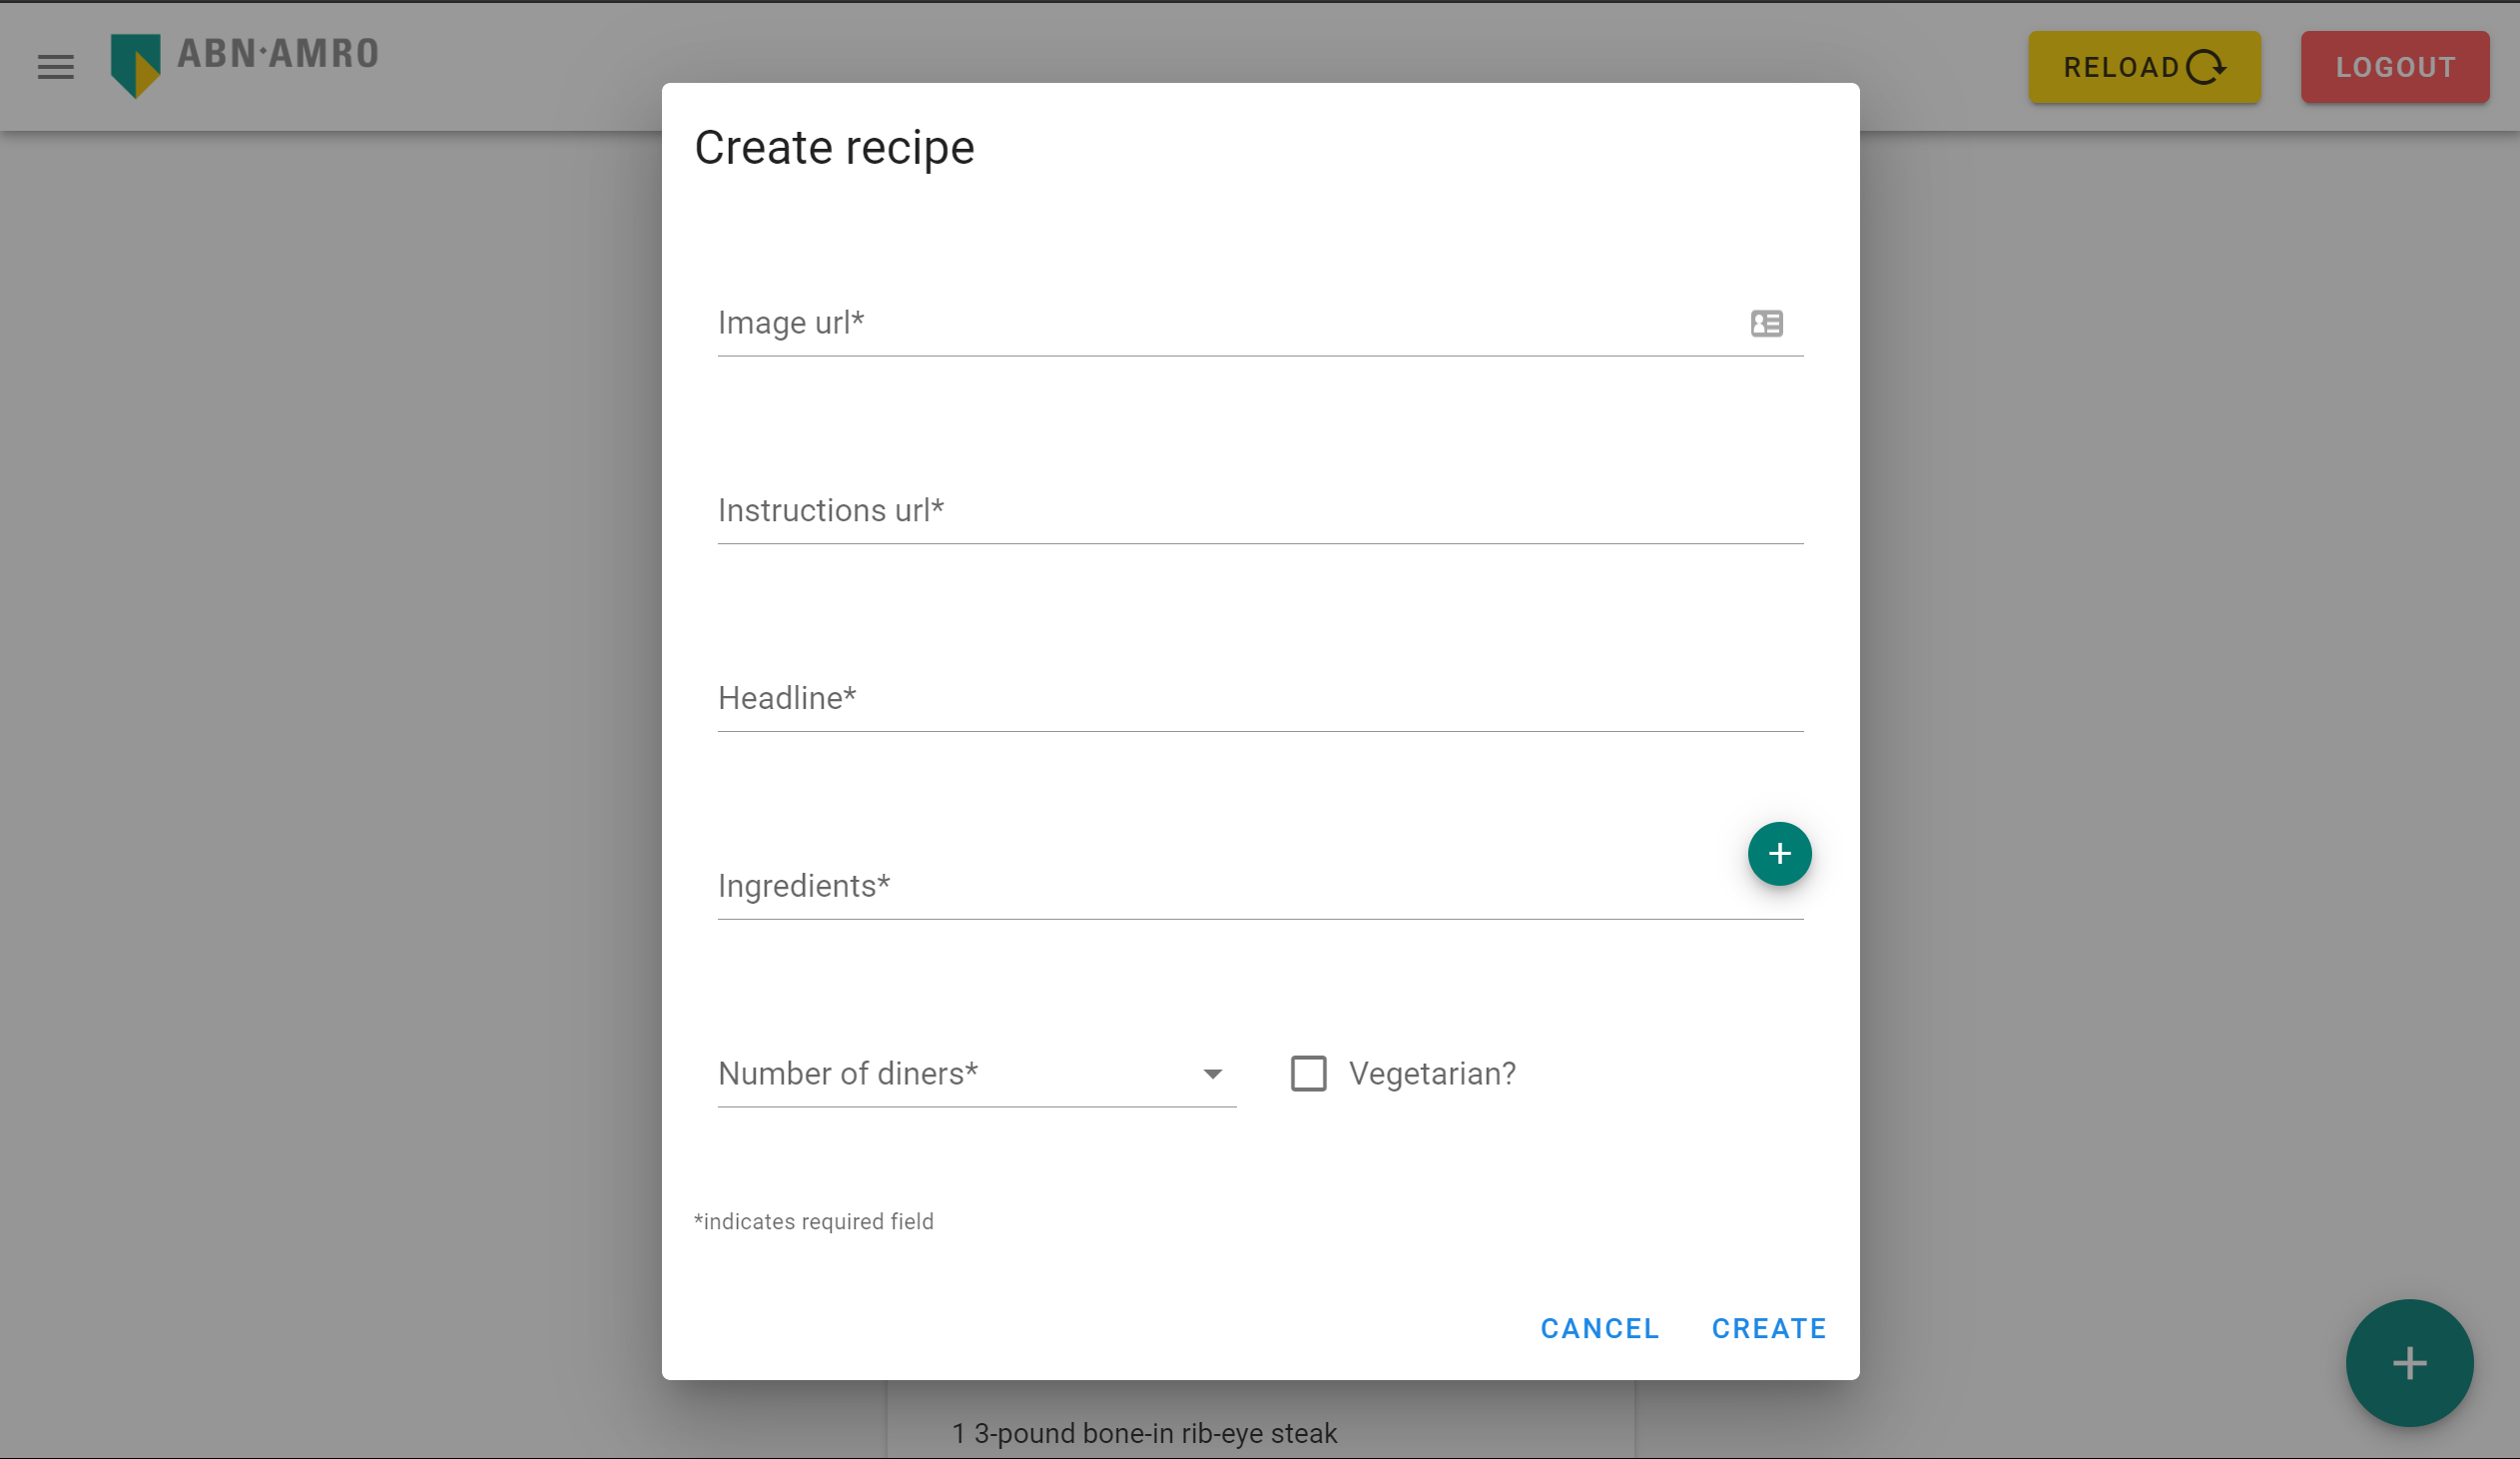 ABN·AMRO
RELOAD
LOGOUT
Create recipe
Image url*
Instructions url*
Headline*
Ingredients*
Number of diners*
Vegetarian?
*indicates required field
CANCEL
CREATE
1 3-pound bone-in rib-eye steak